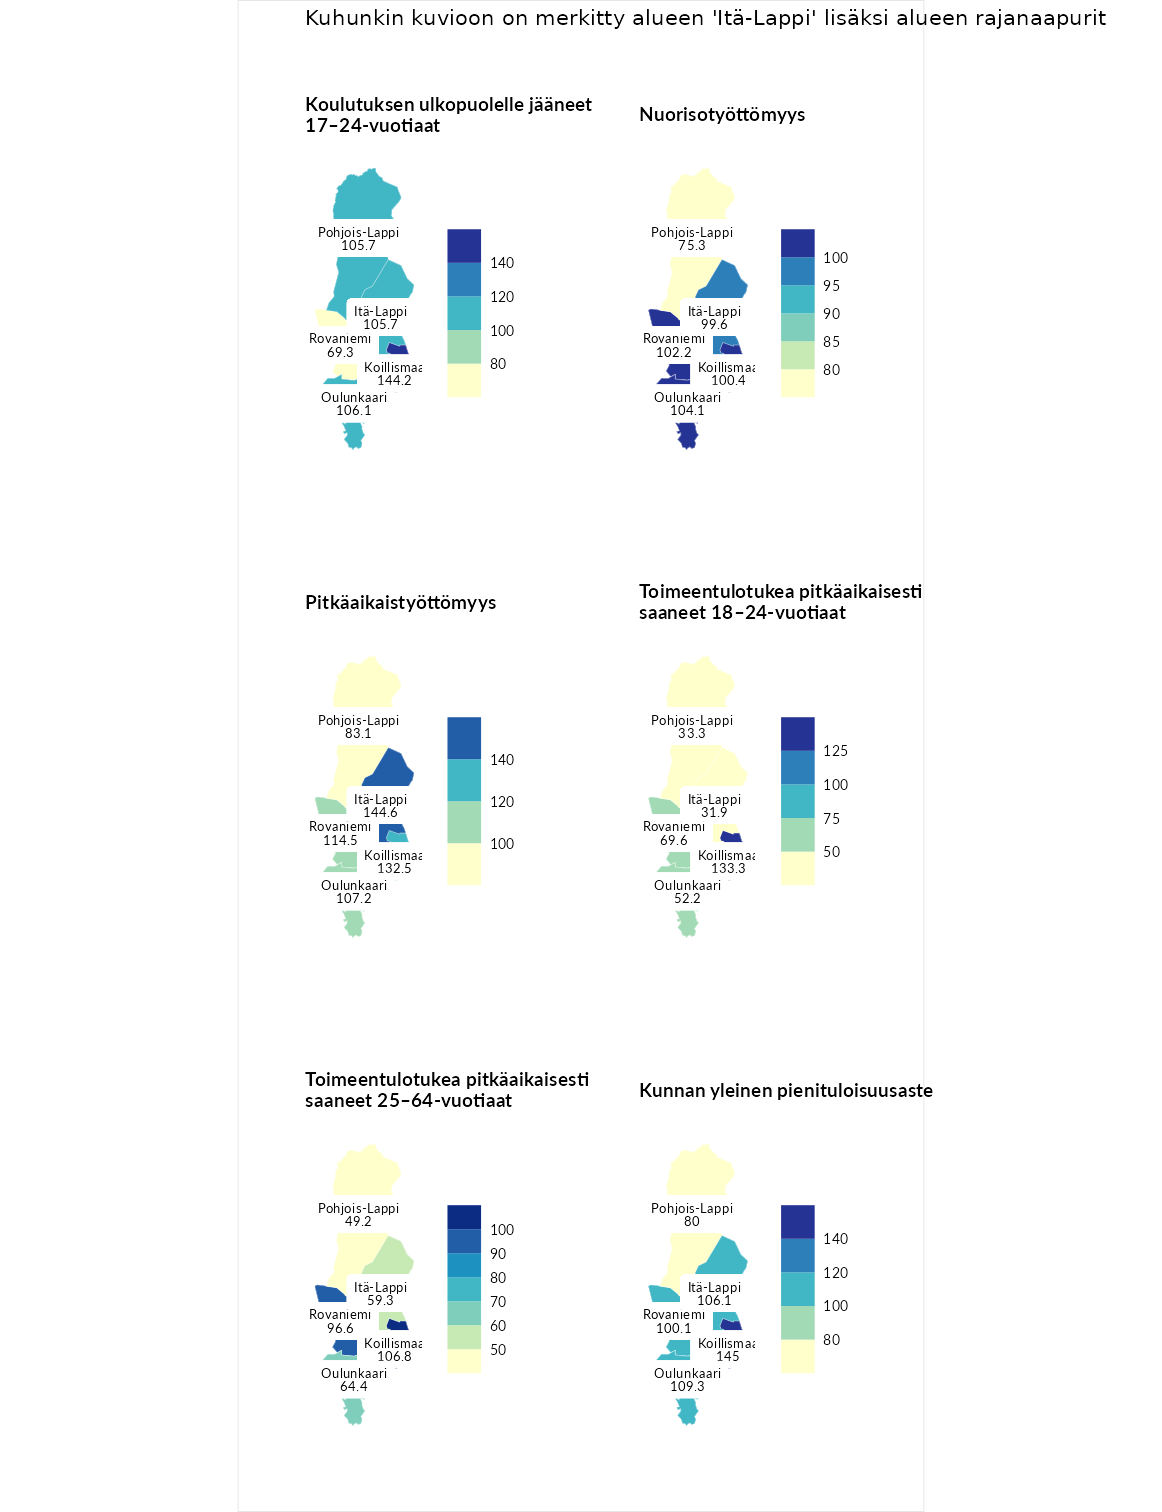 Kuhunkin kuvioon on merkitty alueen 'Itä-Lappi' lisäksi alueen rajanaapurit
Koulutuksen ulkopuolelle jääneet
17–24-vuotiaat
Pohjois-Lappi
105.7
Itä-Lappi
105.7
Rovaniemi
69.3
Koillismaa
144.2
Oulunkaari
106.1
140
120
100
80
Nuorisotyöttömyys
Pohjois-Lappi
75.3
Itä-Lappi
99.6
Rovaniemi
102.2
Koillismaa
100.4
Oulunkaari
104.1
100
95
90
85
80
Pitkäaikaistyöttömyys
Pohjois-Lappi
83.1
Itä-Lappi
144.6
Rovaniemi
114.5
Koillismaa
132.5
Oulunkaari
107.2
140
120
100
Toimeentulotukea pitkäaikaisesti
saaneet 18–24-vuotiaat
Pohjois-Lappi
33.3
Itä-Lappi
31.9
Rovaniemi
69.6
Koillismaa
133.3
Oulunkaari
52.2
125
100
75
50
Toimeentulotukea pitkäaikaisesti
saaneet 25–64-vuotiaat
Pohjois-Lappi
49.2
Itä-Lappi
59.3
Rovaniemi
96.6
Koillismaa
106.8
Oulunkaari
64.4
100
90
80
70
60
50
Kunnan yleinen pienituloisuusaste
Pohjois-Lappi
80
Itä-Lappi
106.1
Rovaniemi
100.1
Koillismaa
145
Oulunkaari
109.3
140
120
100
80